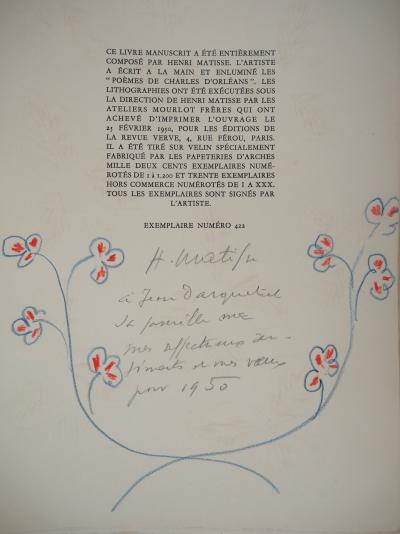 CE LIVRE MANUSCRIT A ÉTÉ ENTIÈREMENT
COMPOSÉ PAR HENRI MATISSE. L'ARTISTE
A ÉCRIT A LA MAIN ET ENLUMINÉ LES
"POÈMES DE CHARLES D'ORLÉANS". LES
LITHOGRAPHIES ONT ÉTÉ EXÉCUTÉES SOUS
LA DIRECTION DE HENRI MATISSE PAR LES
ATELIERS MOURLOT FRÈRES QUI ONT
ACHEVÉ D'IMPRIMER L'OUVRAGE LE
25 FÉVRIER 1950, POUR LES ÉDITIONS DE
LA REVUE VERVE, 4, RUE FÉROU, PARIS.
IL A ÉTÉ TIRÉ SUR VELIN SPÉCIALEMENT
FABRIQUÉ PAR LES PAPETERIES D'ARCHES
MILLE DEUX CENTS EXEMPLAIRES NUMÉ-
ROTÉS DE 1 à 1.200 ET TRENTE EXEMPLAIRES
HORS COMMERCE NUMÉROTÉS DE I A XXX.
TOUS LES EXEMPLAIRES SONT SIGNÉS PAR
L'ARTISTE.
EXEMPLAIRE NUMÉRO 422
H. Matisse
à Jean
sa famille
mes affectueux sen-
timents et mes vœux
pour 1950